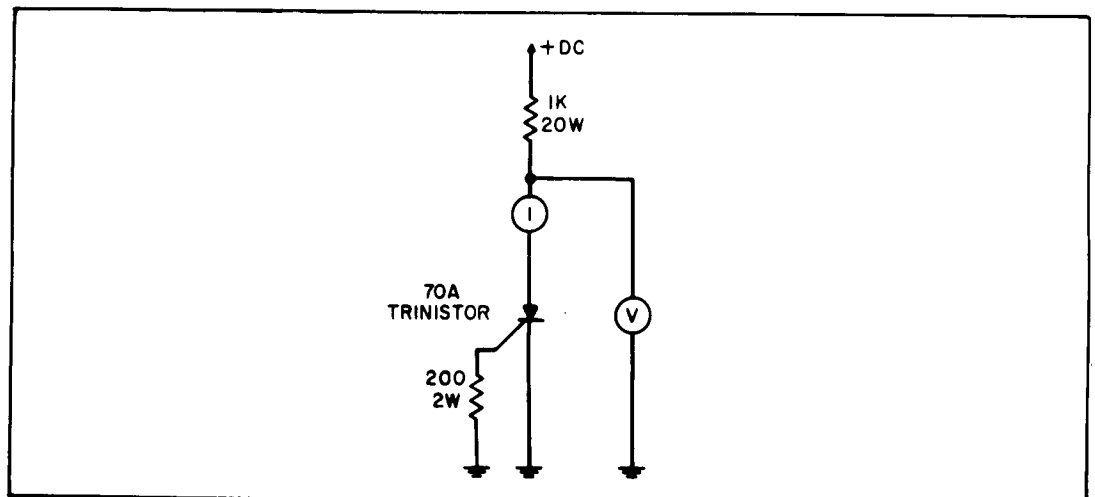 +DC
1K
20W
I
70A
TRINISTOR
V
200
2W